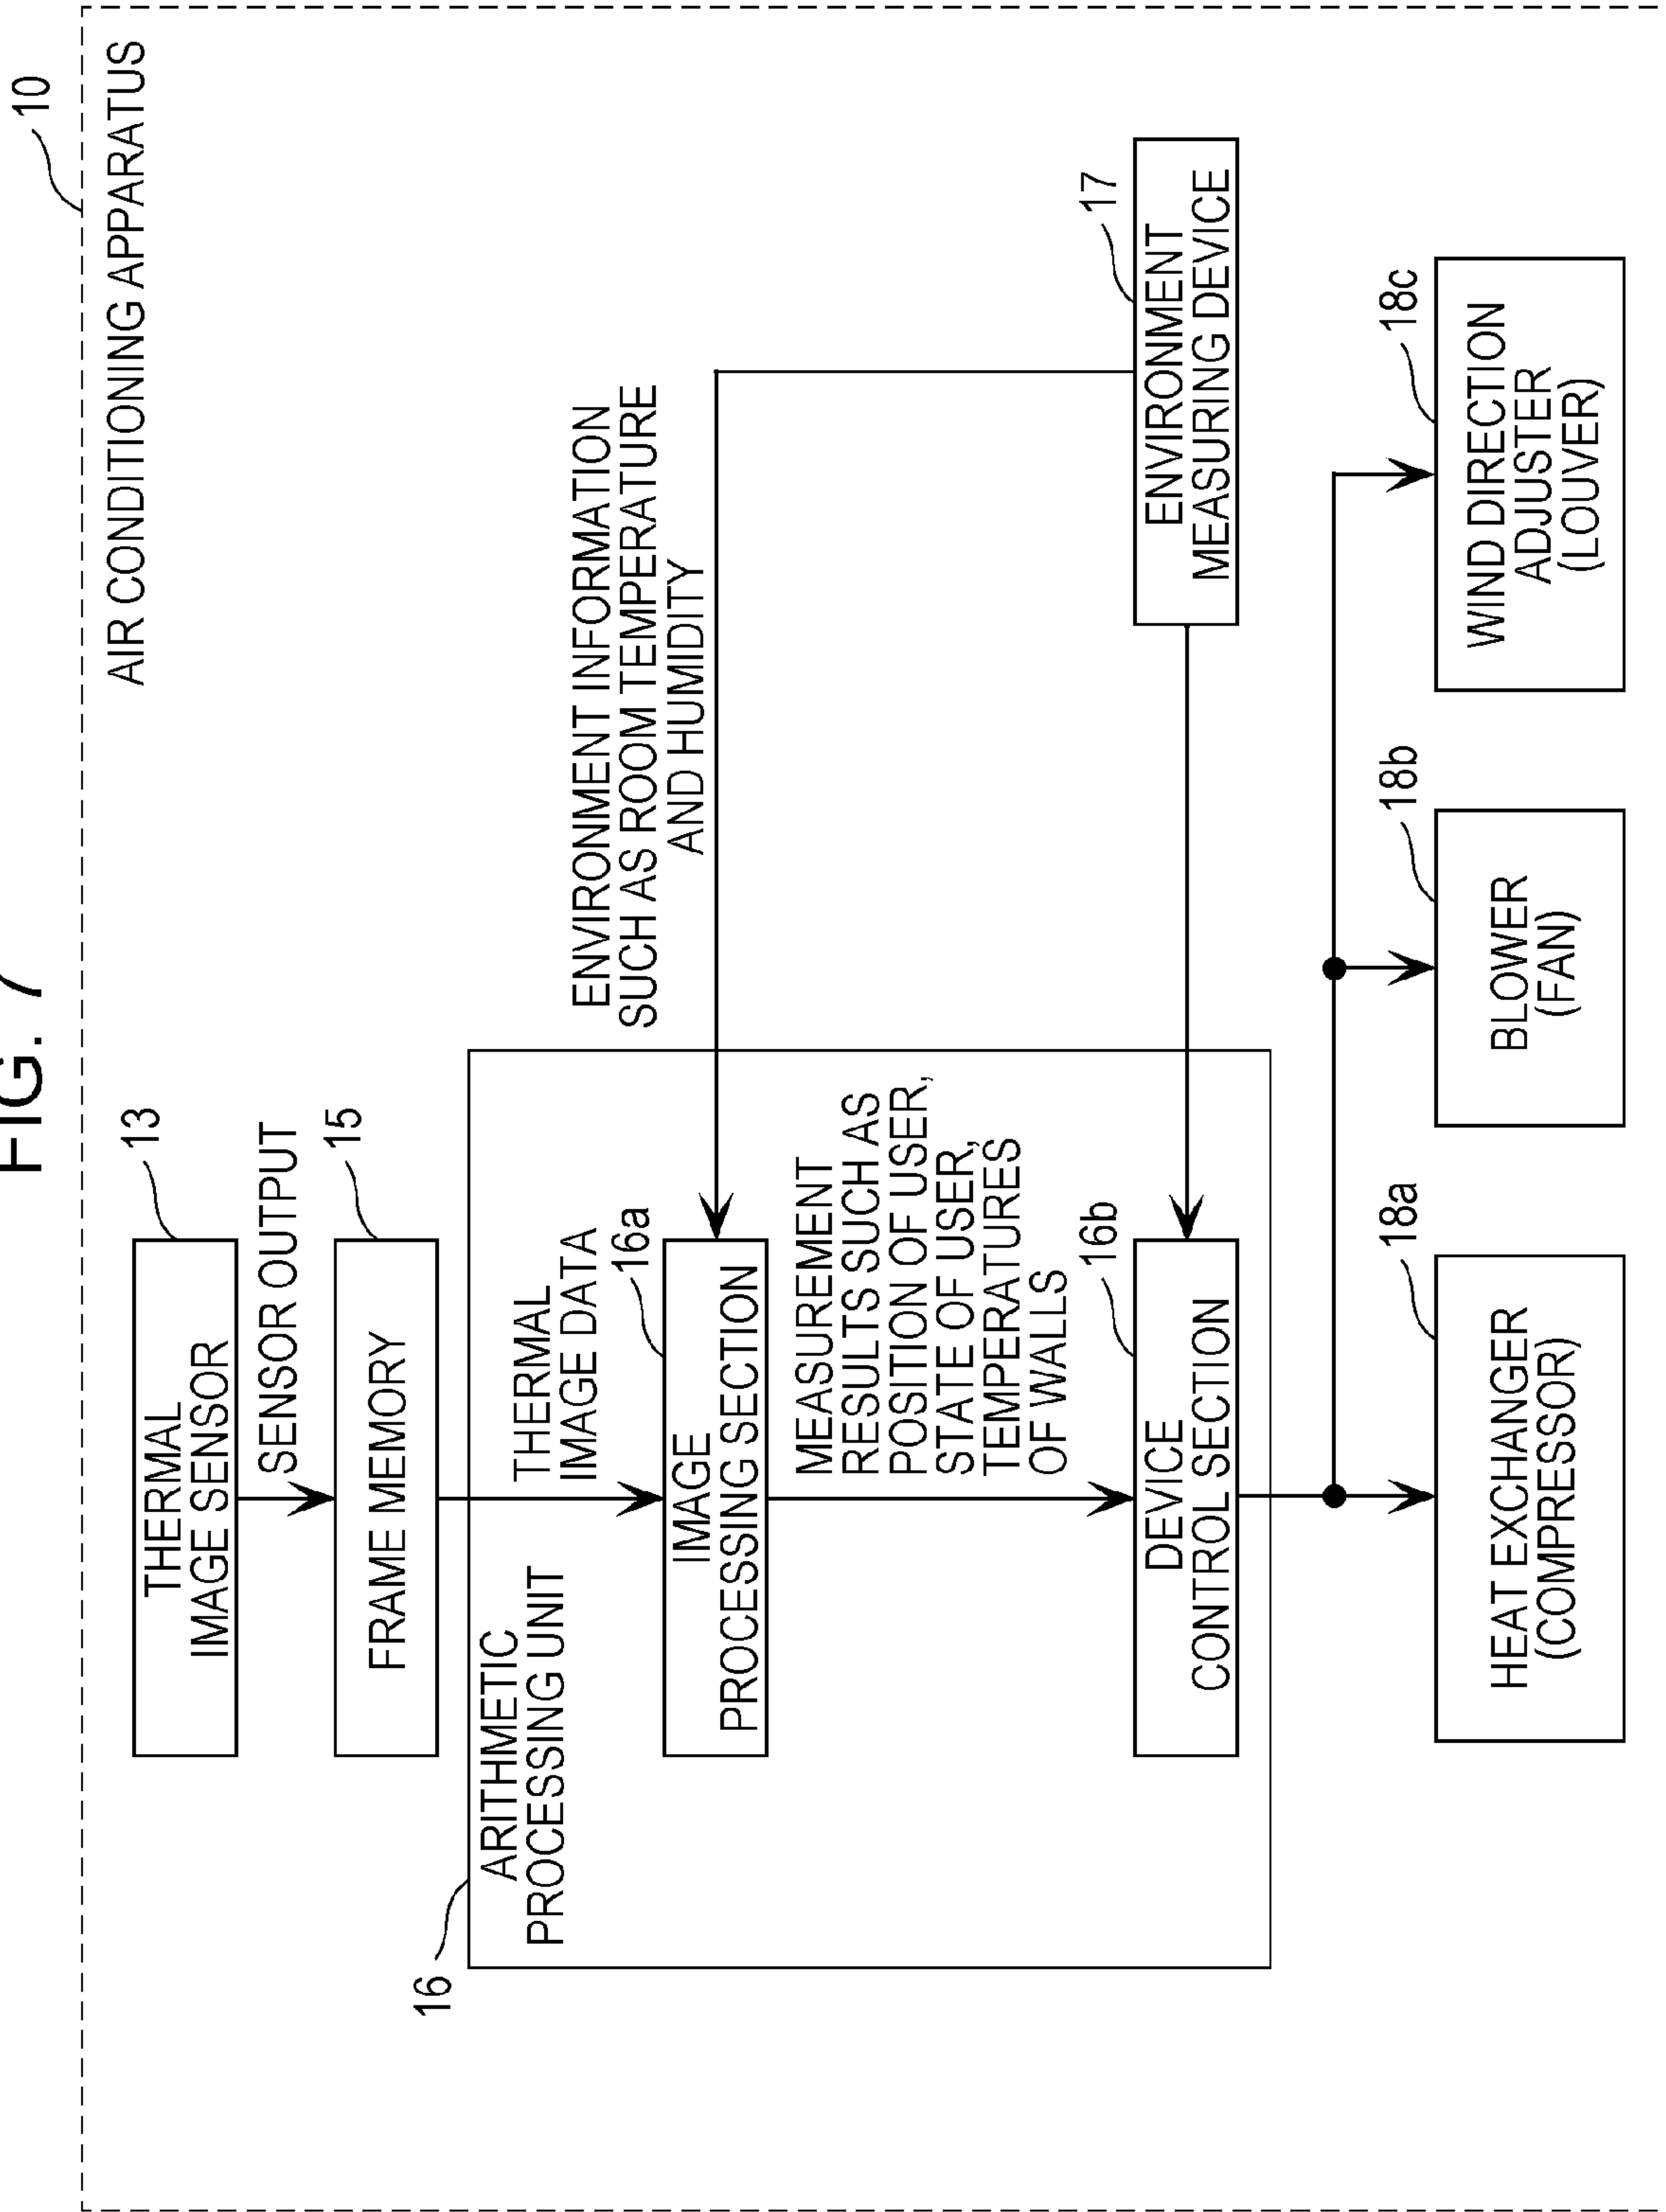 FIG. 7
10
AIR CONDITIONING APPARATUS
13
THERMAL
IMAGE SENSOR
SENSOR OUTPUT
15
FRAME MEMORY
16
ARITHMETIC
PROCESSING UNIT
THERMAL
IMAGE DATA
16a
IMAGE
PROCESSING SECTION
ENVIRONMENT INFORMATION
SUCH AS ROOM TEMPERATURE
AND HUMIDITY
MEASUREMENT
RESULTS SUCH AS
POSITION OF USER,
STATE OF USER,
TEMPERATURES
OF WALLS
16b
DEVICE
CONTROL SECTION
17
ENVIRONMENT
MEASURING DEVICE
18a
HEAT EXCHANGER
(COMPRESSOR)
18b
BLOWER
(FAN)
18c
WIND DIRECTION
ADJUSTER
(LOUVER)